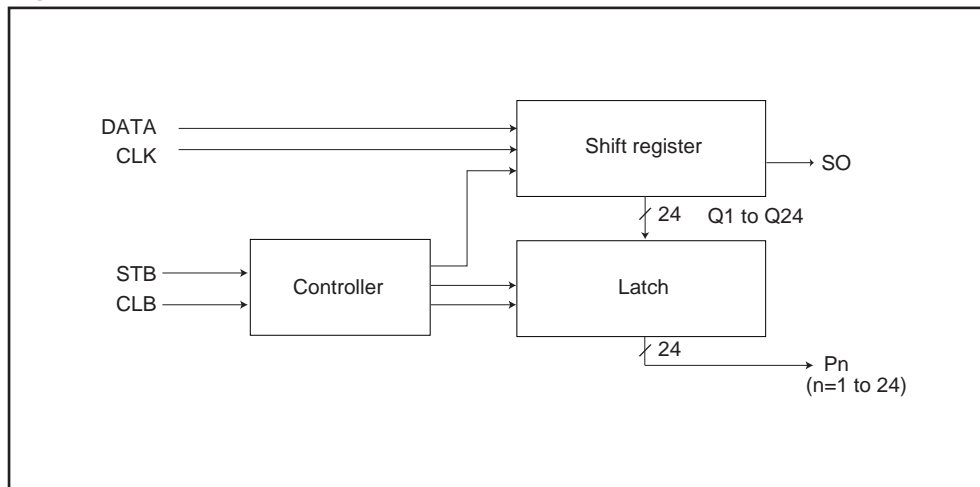 DATA
CLK
Shift register
SO
24 Q1 to Q24
STB
CLB
Controller
Latch
24
Pn
(n=1 to 24)